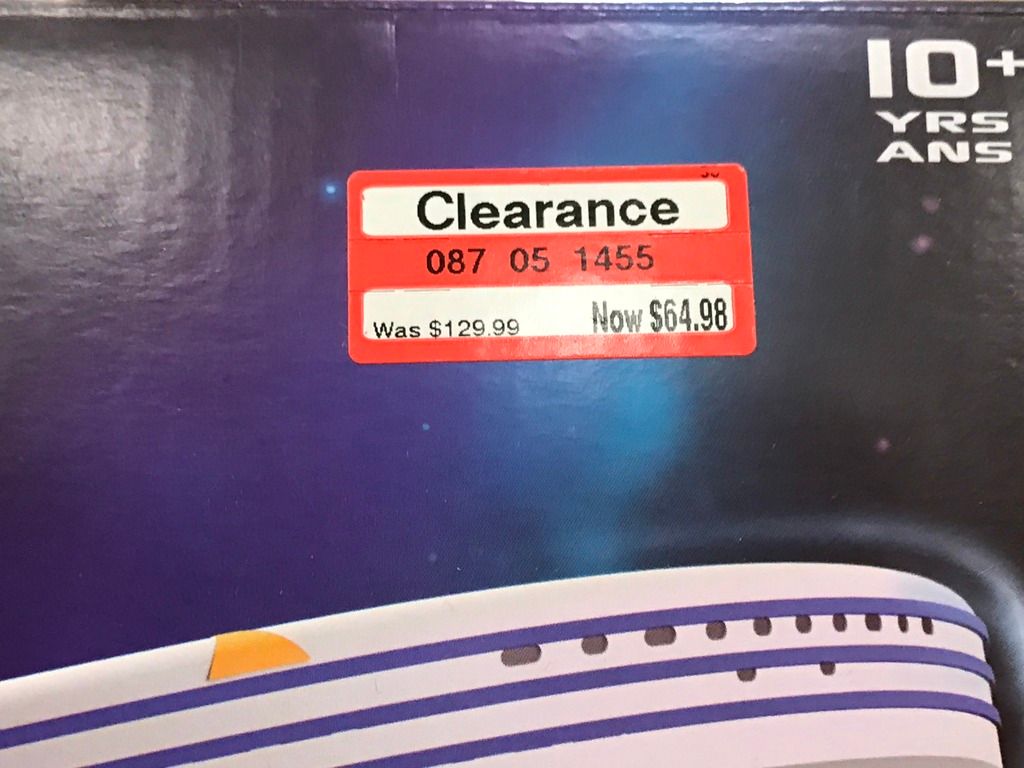 10+
YRS
ANS
Clearance
087 05 1455
Was $129.99 Now $64.98